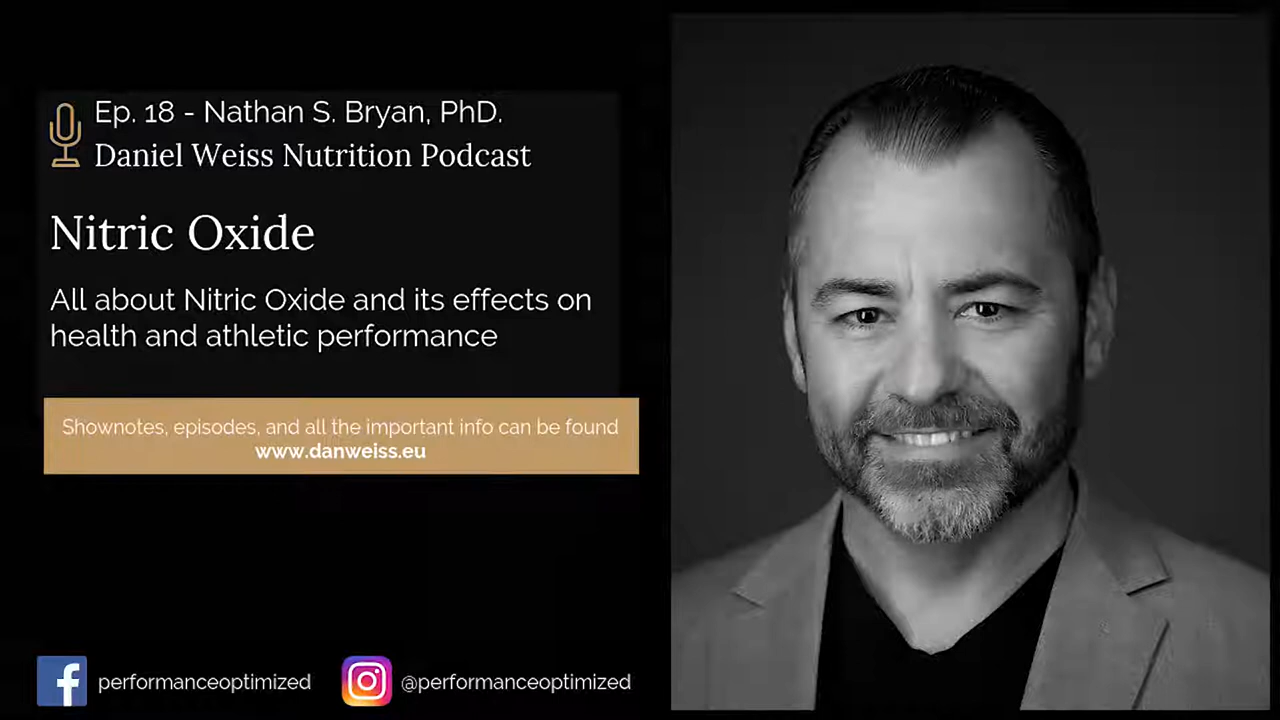 Ep. 18 - Nathan S. Bryan, PhD.
Daniel Weiss Nutrition Podcast
Nitric Oxide
All about Nitric Oxide and its effects on
health and athletic performance
Shownotes, episodes, and all the important info can be found
www.danweiss.eu
performanceoptimized
@performanceoptimized